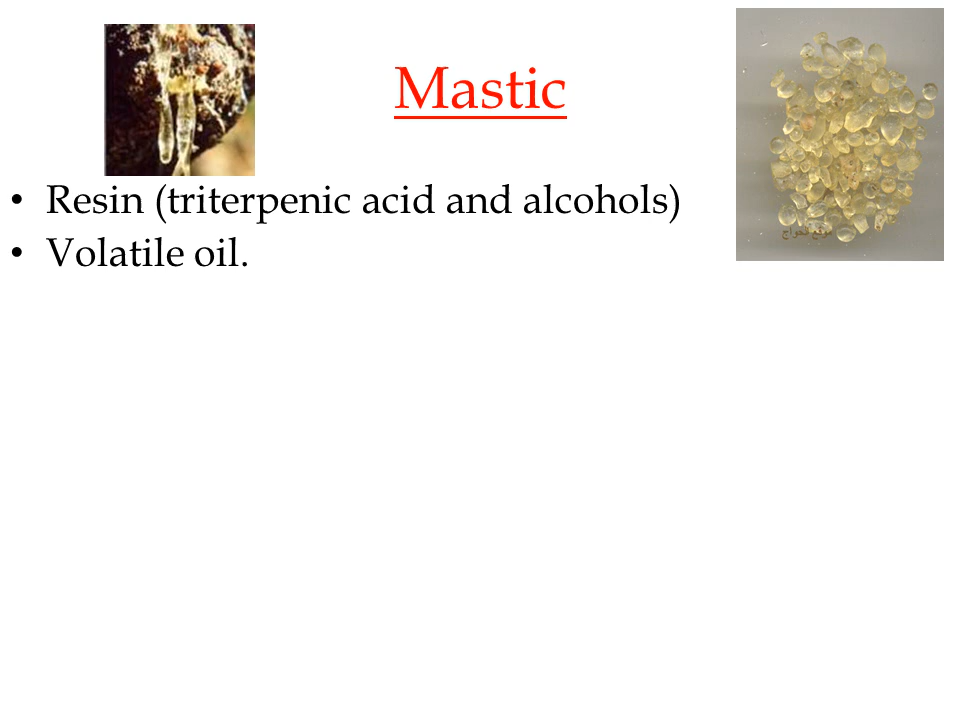 Mastic
• Resin (triterpenic acid and alcohols)
• Volatile oil.